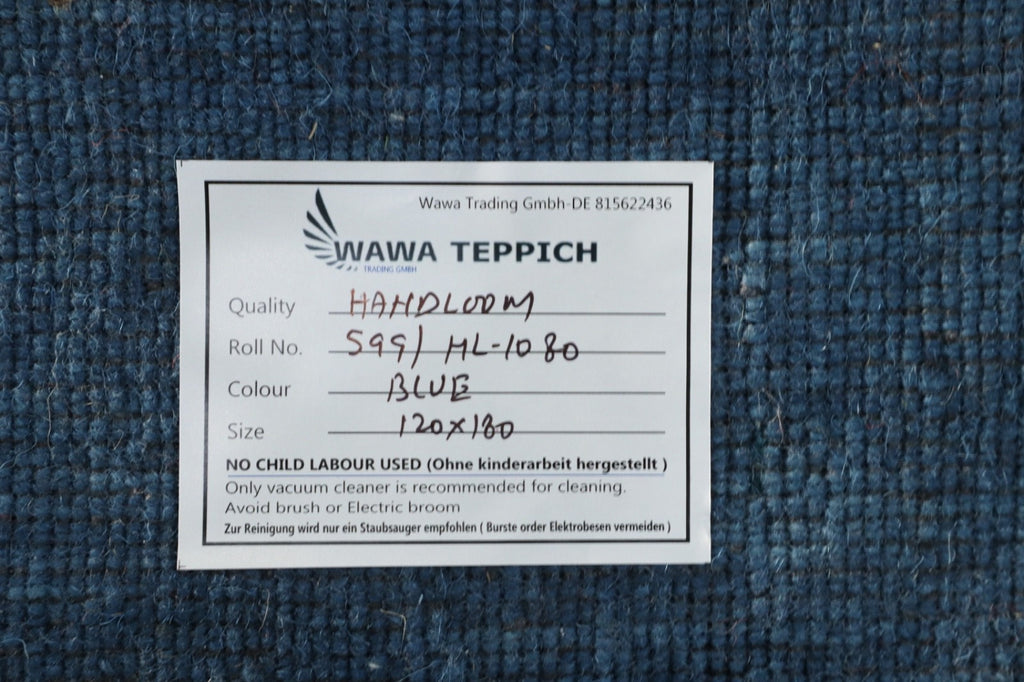 Wawa Trading Gmbh-DE 815622436
WAWA TEPPICH
TRADING GMBH
Quality HANDLOOM
Roll No. 599/ HL-1080
Colour BLUE
Size 120x180
NO CHILD LABOUR USED (Ohne kinderarbeit hergestellt )
Only vacuum cleaner is recommended for cleaning.
Avoid brush or Electric broom
Zur Reinigung wird nur ein Staubsauger empfohlen ( Burste order Elektrobesen vermeiden )